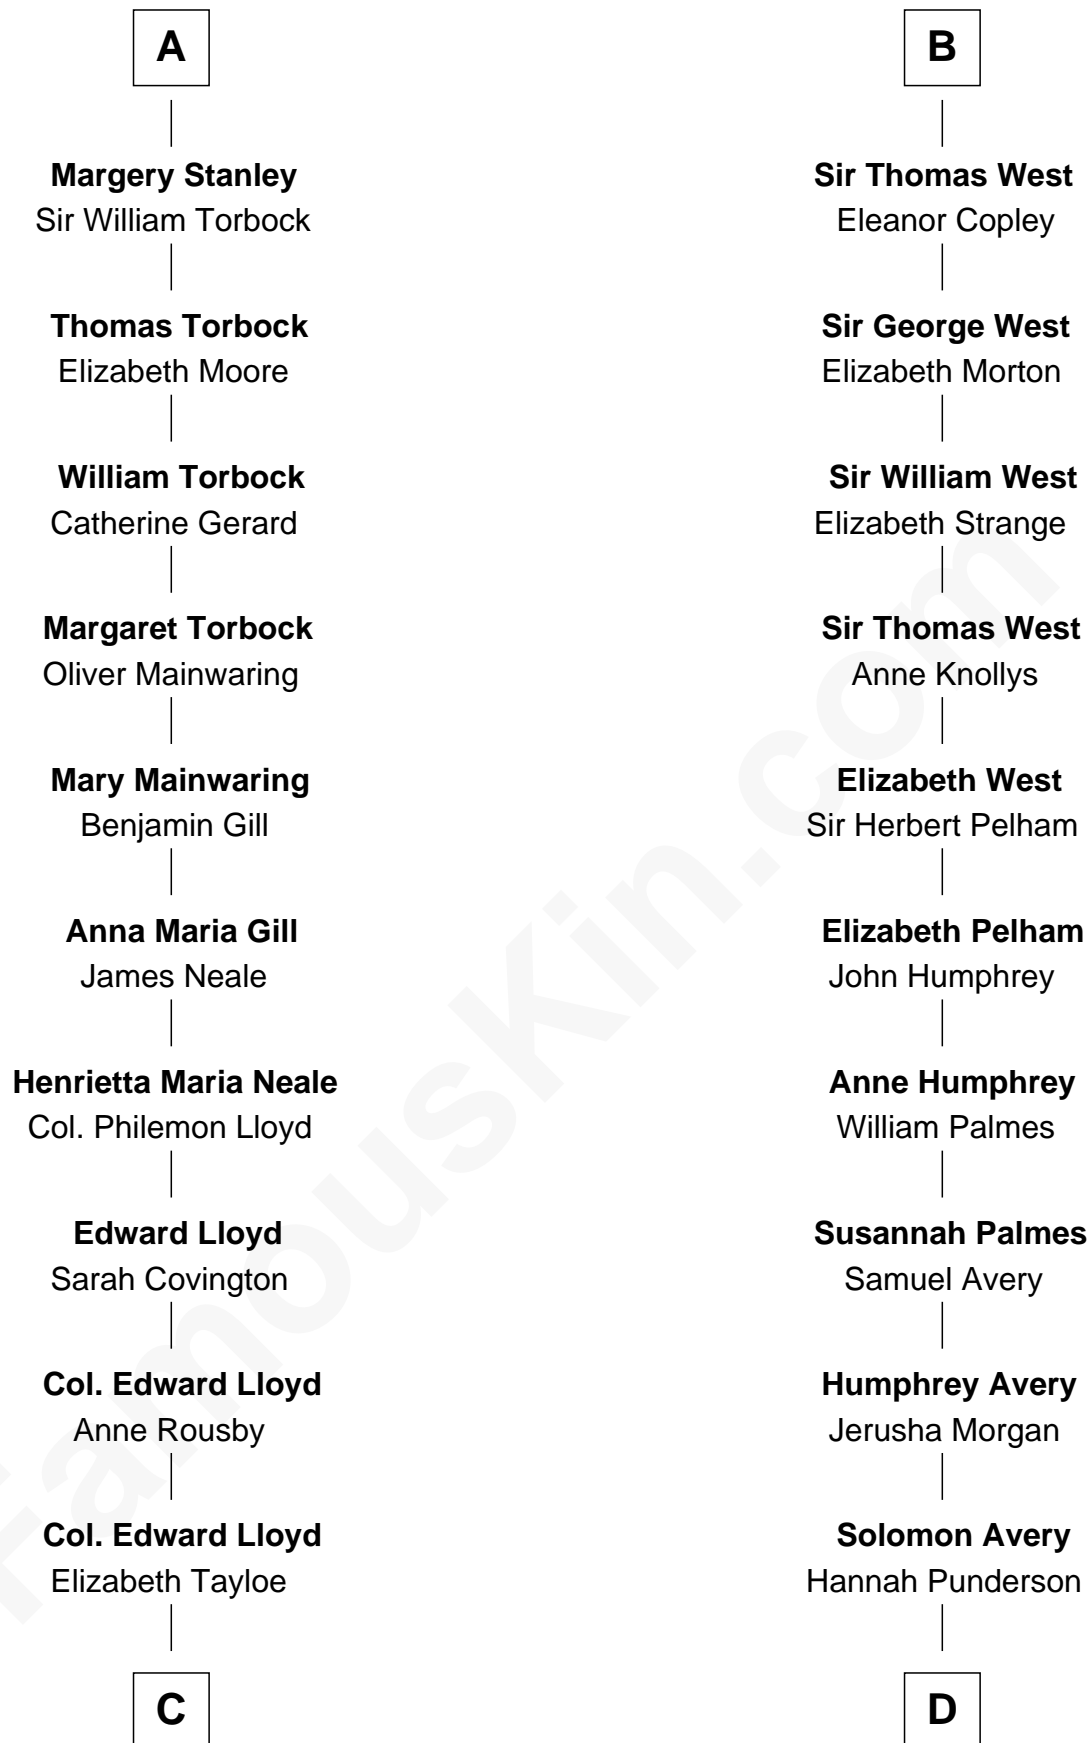 A
Margery Stanley
Sir William Torbock
Thomas Torbock
Elizabeth Moore
William Torbock
Catherine Gerard
Margaret Torbock
Oliver Mainwaring
Mary Mainwaring
Benjamin Gill
Anna Maria Gill
James Neale
Henrietta Maria Neale
Col. Philemon Lloyd
Edward Lloyd
Sarah Covington
Col. Edward Lloyd
Anne Rousby
Col. Edward Lloyd
Elizabeth Tayloe
C
B
Sir Thomas West
Eleanor Copley
Sir George West
Elizabeth Morton
Sir William West
Elizabeth Strange
Sir Thomas West
Anne Knollys
Elizabeth West
Sir Herbert Pelham
Elizabeth Pelham
John Humphrey
Anne Humphrey
William Palmes
Susannah Palmes
Samuel Avery
Humphrey Avery
Jerusha Morgan
Solomon Avery
Hannah Punderson
D
FamousKin.com